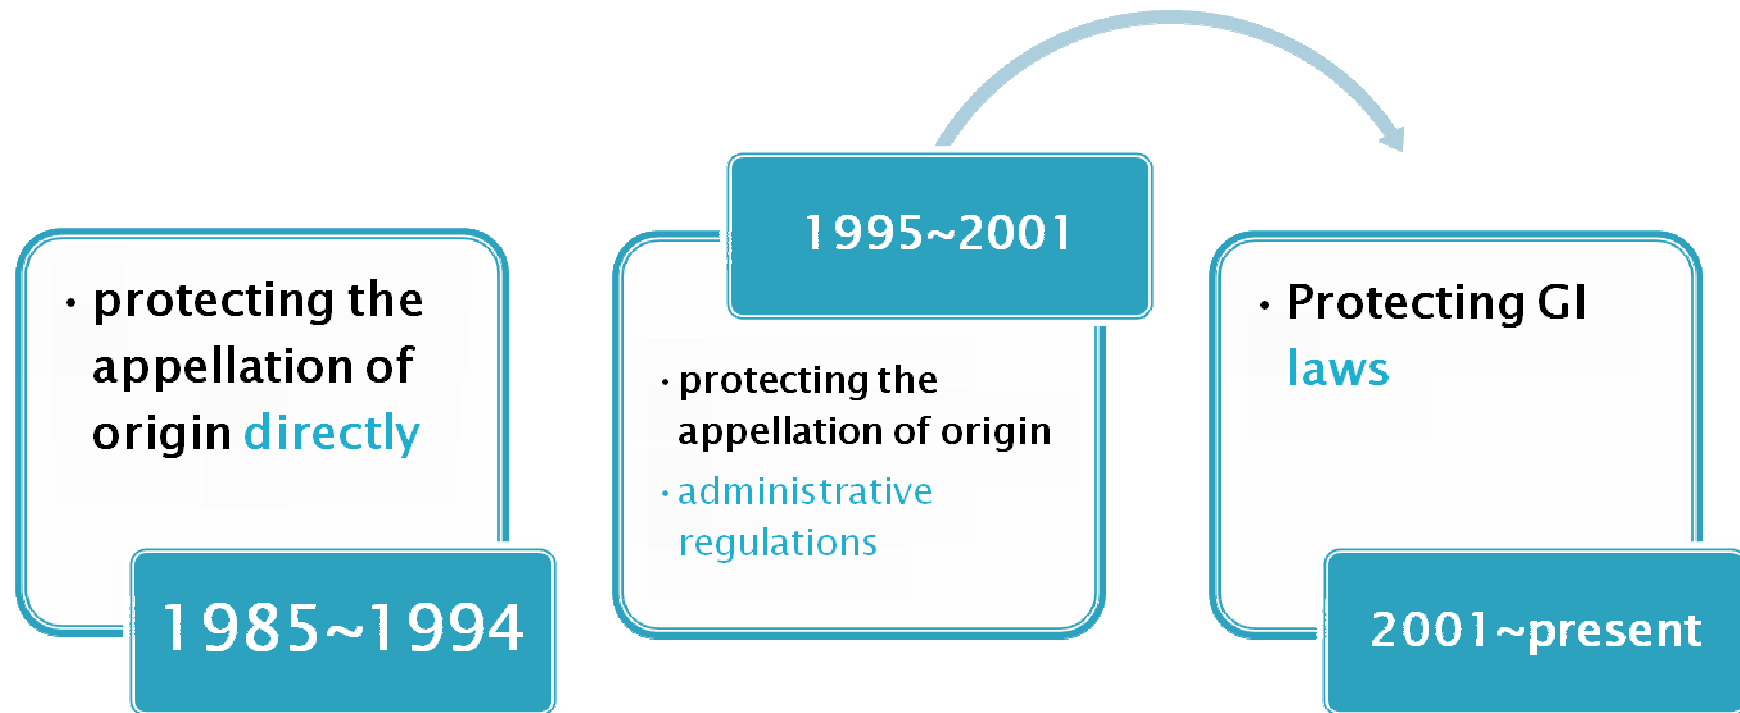 · protecting the
appellation of
origin directly
1985~1994
1995~2001
· protecting the
appellation of origin
· administrative
regulations
· Protecting GI
laws
2001~present